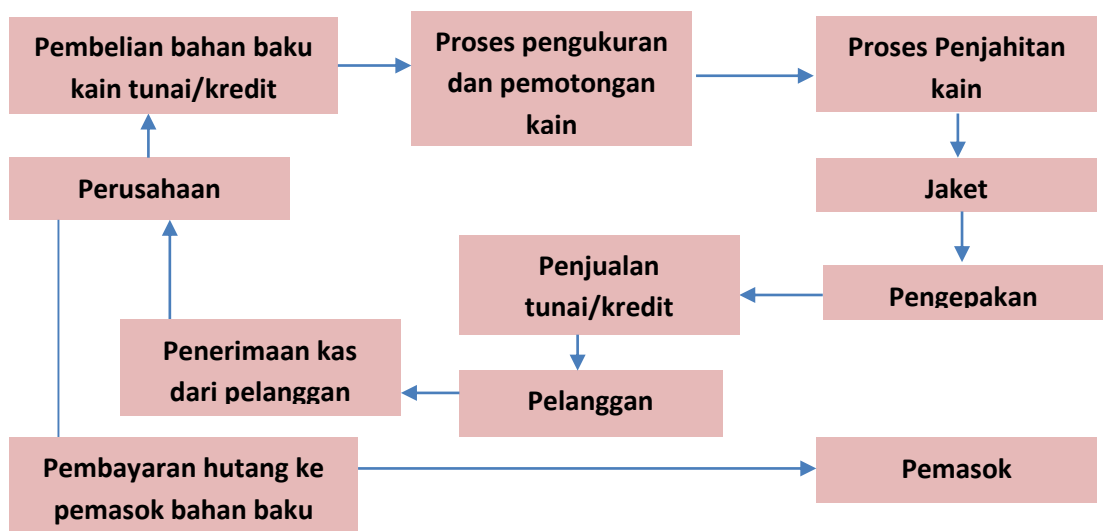 Pembelian bahan baku
kain tunai/kredit
Proses pengukuran
dan pemotongan
kain
Proses Penjahitan
kain
Perusahaan
Jaket
Penjualan
tunai/kredit
Pengepakan
Penerimaan kas
dari pelanggan
Pelanggan
Pembayaran hutang ke
pemasok bahan baku
Pemasok